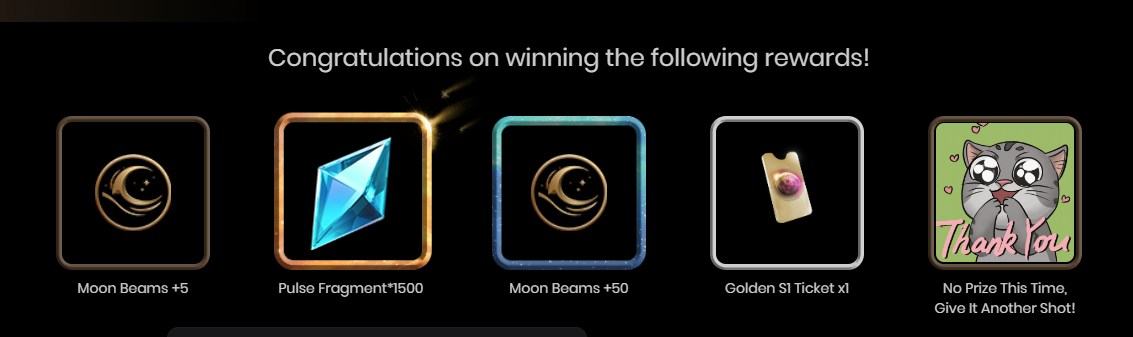 Congratulations on winning the following rewards!
Thank You
Moon Beams +5
Pulse Fragment*1500
Moon Beams +50
Golden S1 Ticket x1
No Prize This Time,
Give It Another Shot!